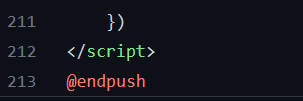 211     })
212 </script>
213 @endpush